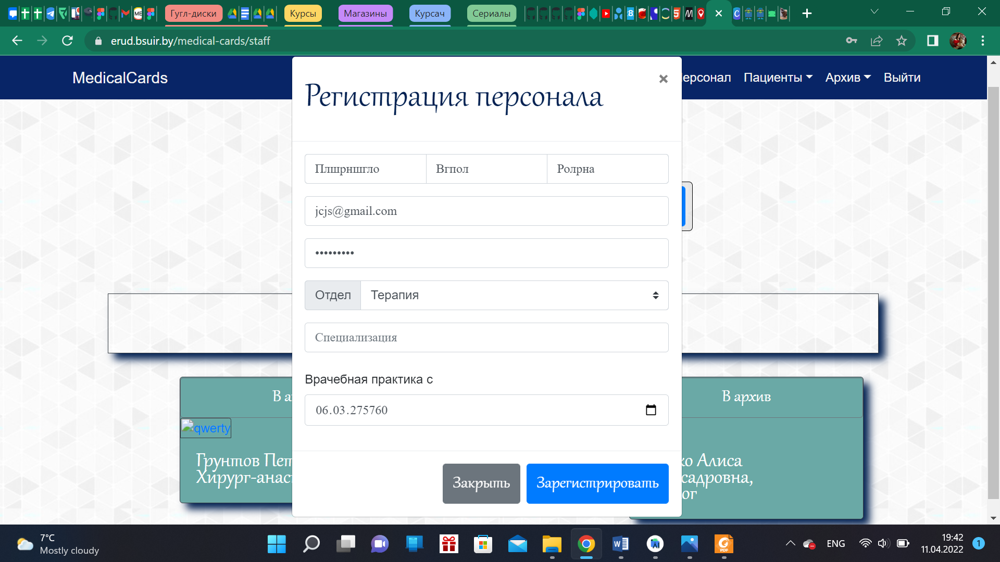 Гугл-диски Курсы Магазины Курсач Сериалы
erud.bsuir.by/medical-cards/staff
MedicalCards ерсонал Пациенты Архив Выйти
Регистрация персонала
Плшрншгло Вгпол Ролрна
jcjs@gmail.com
•••••••••
Отдел Терапия
Специализация
Врачебная практика с
06.03.275760
Закрыть Зарегистрировать
В а
В архив
qwerty
Грунтов Пет
Хирург-анас
ко Алиса
садровна,
ог
7°C
Mostly cloudy
ENG
19:42
11.04.2022
1